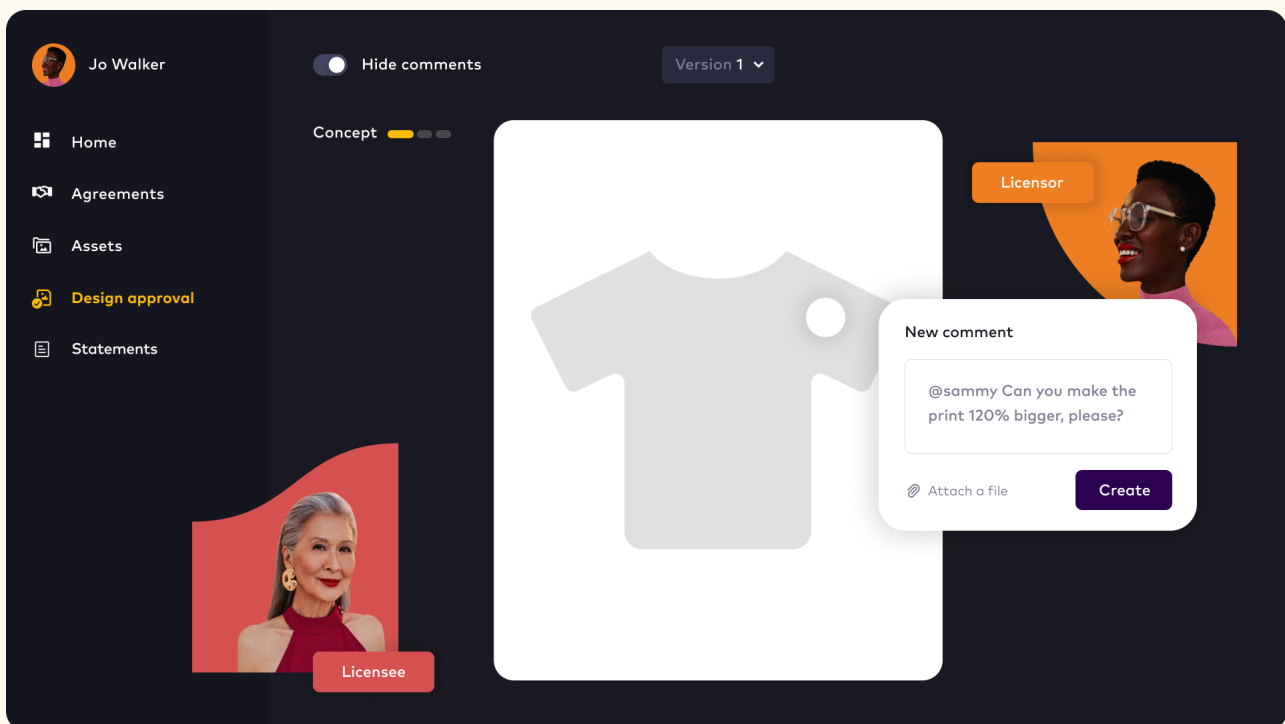 Jo Walker
Hide comments
Version 1
Home
Agreements
Assets
Design approval
Statements
Concept
Licensor
New comment
@sammy Can you make the
print 120% bigger, please?
Attach a file
Create
Licensee